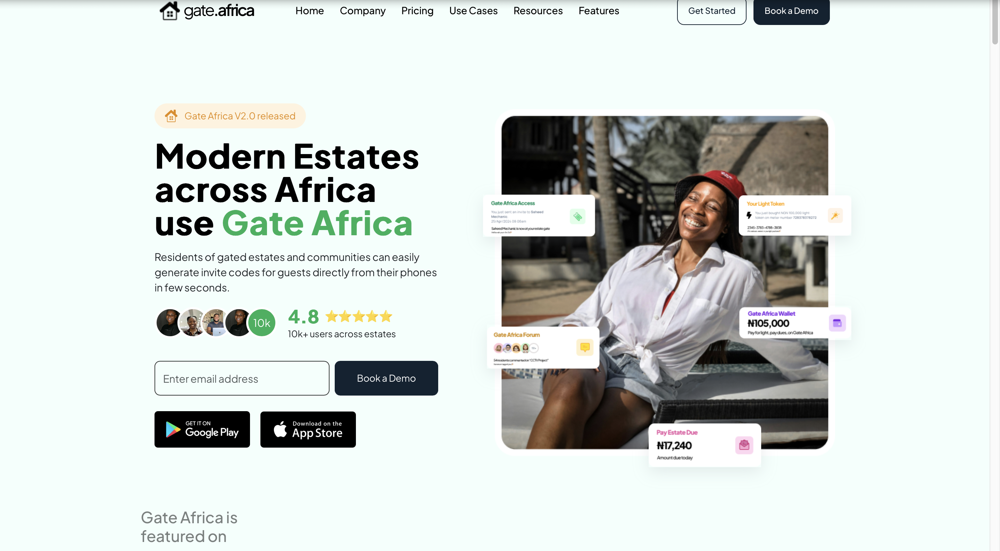 gate.africa
Home
Company
Pricing
Use Cases
Resources
Features
Get Started
Book a Demo
Gate Africa V2.0 released
Modern Estates
across Africa
use Gate Africa
Residents of gated estates and communities can easily
generate invite codes for guests directly from their phones
in few seconds.
10k
4.8
10k+ users across estates
Enter email address
Book a Demo
GET IT ON
Google Play
Download on the
App Store
Gate Africa Access
You just sent an invite to Saheed
Mechanic
25/Apr/2024 08:06am
Saheed Mechanic is now at your estate gate
Your Light Token
You just bought NGN 100,000 light
token on meter number 728378378272
2345-3783-4788-3838
Gate Africa Wallet
₦105,000
Pay for light, pay dues, on Gate Africa
Gate Africa Forum
50+
54 residents commented on "CCTV Project"
Pay Estate Due
₦17,240
Amount due today
Gate Africa is
featured on